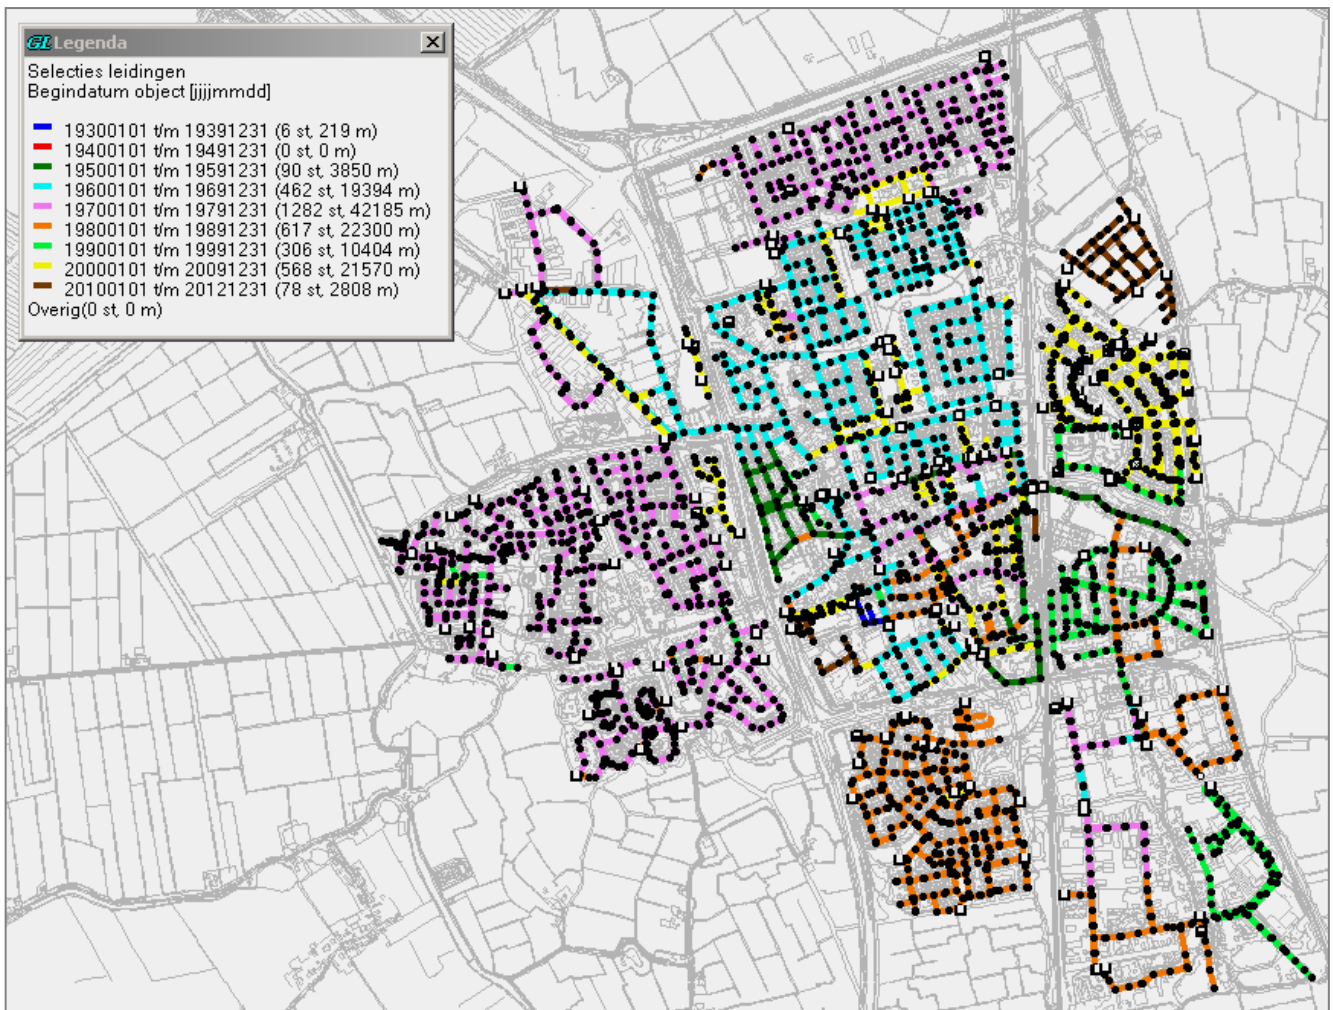 GL Legenda
Selecties leidingen
Begindatum object [jjjjmmdd]
19300101 t/m 19391231 (6 st, 219 m)
19400101 t/m 19491231 (0 st, 0 m)
19500101 t/m 19591231 (90 st, 3850 m)
19600101 t/m 19691231 (462 st, 19394 m)
19700101 t/m 19791231 (1282 st, 42185 m)
19800101 t/m 19891231 (617 st, 22300 m)
19900101 t/m 19991231 (306 st, 10404 m)
20000101 t/m 20091231 (568 st, 21570 m)
20100101 t/m 20121231 (78 st, 2808 m)
Overig(0 st, 0 m)